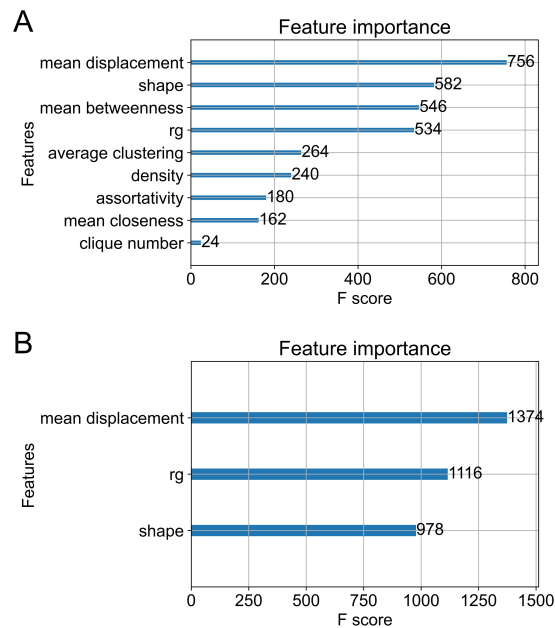 A
Feature importance
mean displacement 756
shape 582
mean betweenness 546
rg 534
average clustering 264
density 240
assortativity 180
mean closeness 162
clique number 24
Features
0 200 400 600 800
F score
B
Feature importance
mean displacement 1374
rg 1116
shape 978
Features
0 250 500 750 1000 1250 1500
F score